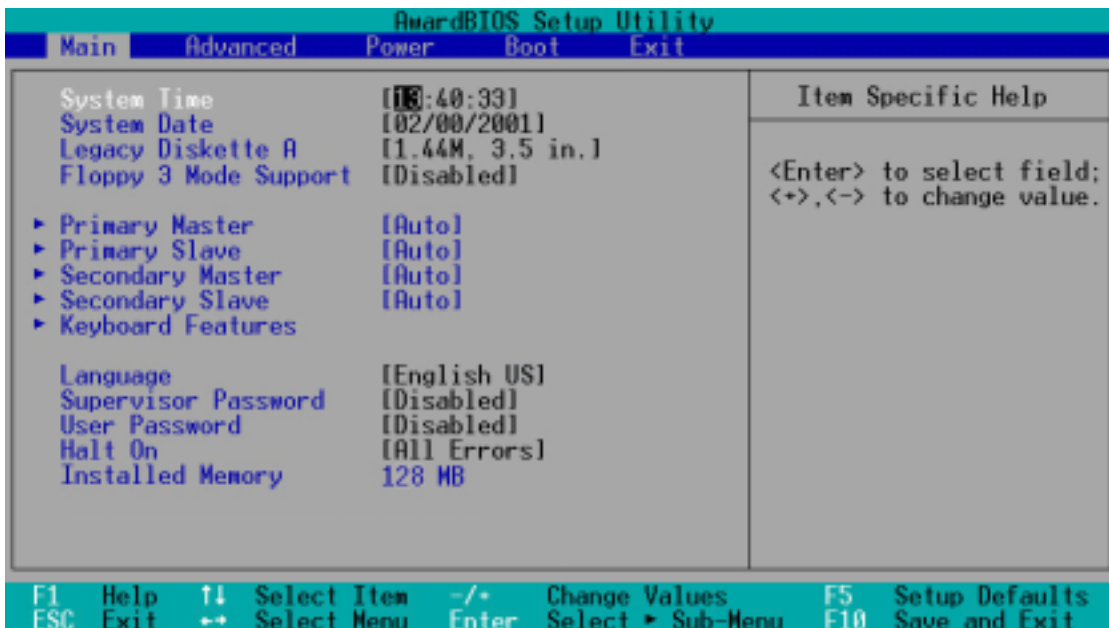 AwardBIOS Setup Utility
Main Advanced Power Boot Exit
System Time [13:40:33]
System Date [02/00/2001]
Legacy Diskette A [1.44M, 3.5 in.]
Floppy 3 Mode Support [Disabled]
► Primary Master [Auto]
► Primary Slave [Auto]
► Secondary Master [Auto]
► Secondary Slave [Auto]
► Keyboard Features
Language [English US]
Supervisor Password [Disabled]
User Password [Disabled]
Halt On [All Errors]
Installed Memory 128 MB
Item Specific Help
<Enter> to select field;
<+>,<-> to change value.
F1 Help ↑↓ Select Item -/+ Change Values F5 Setup Defaults
ESC Exit ←→ Select Menu Enter Select ► Sub-Menu F10 Save and Exit